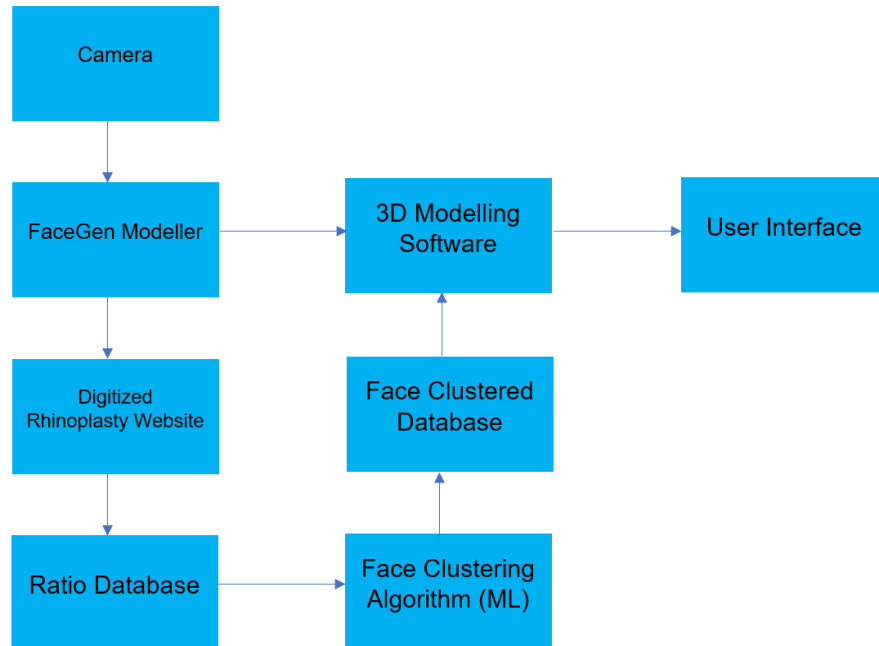 Camera
FaceGen Modeller
3D Modelling
Software
User Interface
Digitized
Rhinoplasty Website
Face Clustered
Database
Ratio Database
Face Clustering
Algorithm (ML)